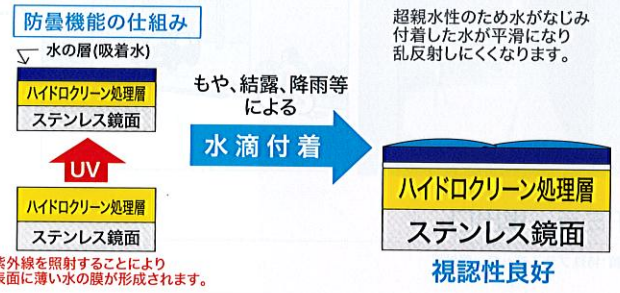 防曇機能の仕組み
水の層(吸着水)
ハイドロクリーン処理層
ステンレス鏡面
UV
ハイドロクリーン処理層
ステンレス鏡面
紫外線を照射することにより
表面に薄い水の膜が形成されます。
もや、結露、降雨等
による
水滴付着
超親水性のため水がなじみ
付着した水が平滑になり
乱反射しにくくなります。
ハイドロクリーン処理層
ステンレス鏡面
視認性良好